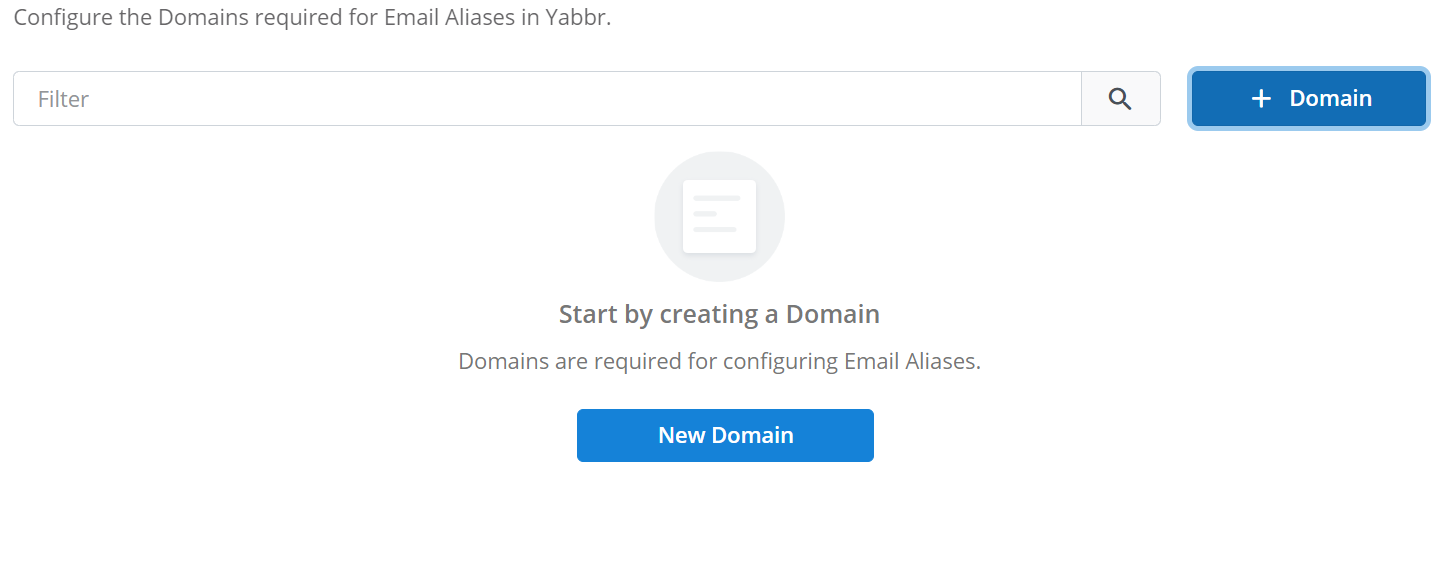 Configure the Domains required for Email Aliases in Yabbr.
Filter
+ Domain
Start by creating a Domain
Domains are required for configuring Email Aliases.
New Domain